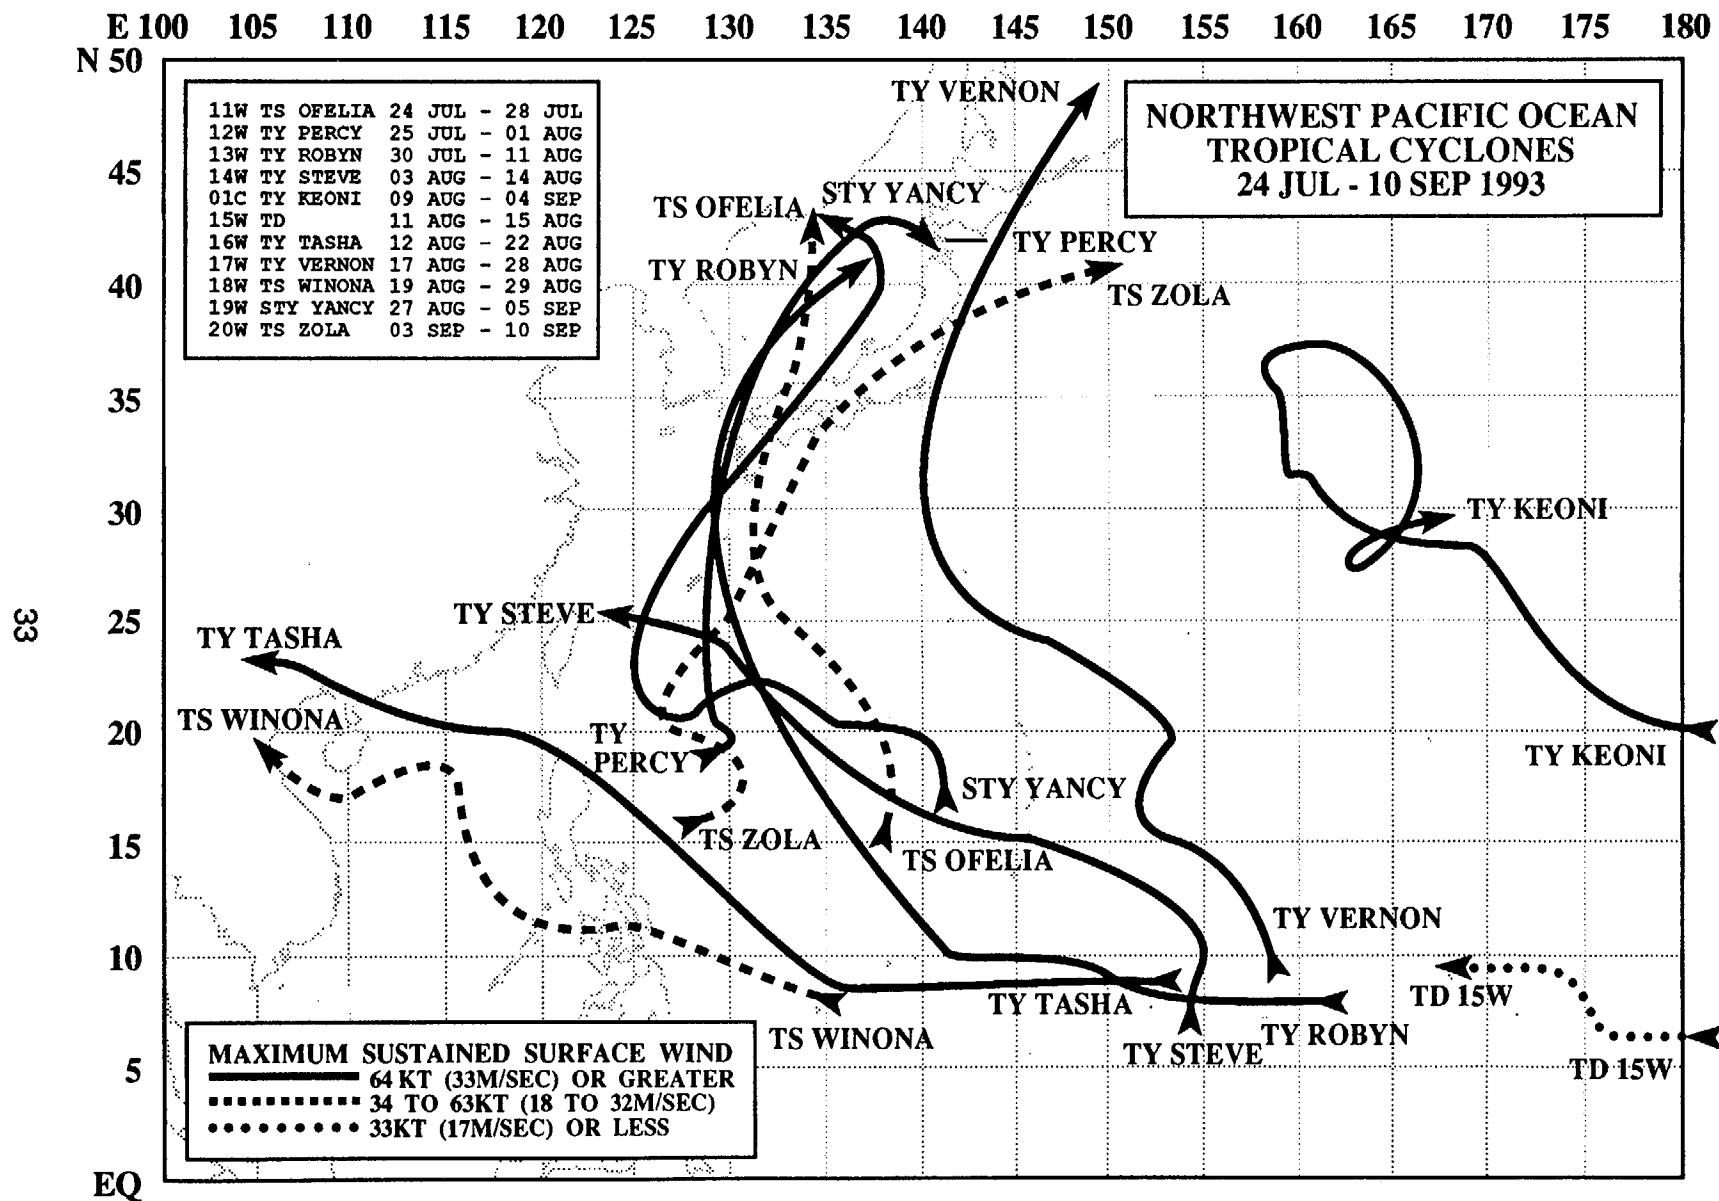 E 100 105 110 115 120 125 130 135 140 145 150 155 160 165 170 175 180
N 50
45
40
35
30
25
20
15
10
5
EQ
33
11W TS OFELIA 24 JUL - 28 JUL
12W TY PERCY 25 JUL - 01 AUG
13W TY ROBYN 30 JUL - 11 AUG
14W TY STEVE 03 AUG - 14 AUG
01C TY KEONI 09 AUG - 04 SEP
15W TD 11 AUG - 15 AUG
16W TY TASHA 12 AUG - 22 AUG
17W TY VERNON 17 AUG - 28 AUG
18W TS WINONA 19 AUG - 29 AUG
19W STY YANCY 27 AUG - 05 SEP
20W TS ZOLA 03 SEP - 10 SEP
NORTHWEST PACIFIC OCEAN
TROPICAL CYCLONES
24 JUL - 10 SEP 1993
TY VERNON
STY YANCY
TS OFELIA
TY PERCY
TY ROBYN
TS ZOLA
TY KEONI
TY STEVE
TY TASHA
TS WINONA
TY
PERCY
TY KEONI
STY YANCY
TS ZOLA
TS OFELIA
TY VERNON
TD 15W
TY TASHA
TS WINONA
TY ROBYN
TY STEVE
TD 15W
MAXIMUM SUSTAINED SURFACE WIND
64 KT (33M/SEC) OR GREATER
34 TO 63KT (18 TO 32M/SEC)
33KT (17M/SEC) OR LESS